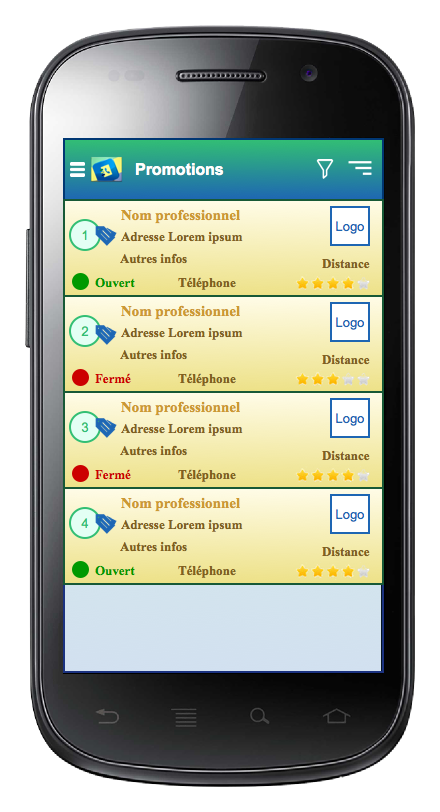 Promotions
Nom professionnel
1
Adresse Lorem ipsum
Logo
Autres infos
Distance
Ouvert
Téléphone
Nom professionnel
2
Adresse Lorem ipsum
Logo
Autres infos
Distance
Fermé
Téléphone
Nom professionnel
3
Adresse Lorem ipsum
Logo
Autres infos
Distance
Fermé
Téléphone
Nom professionnel
4
Adresse Lorem ipsum
Logo
Autres infos
Distance
Ouvert
Téléphone